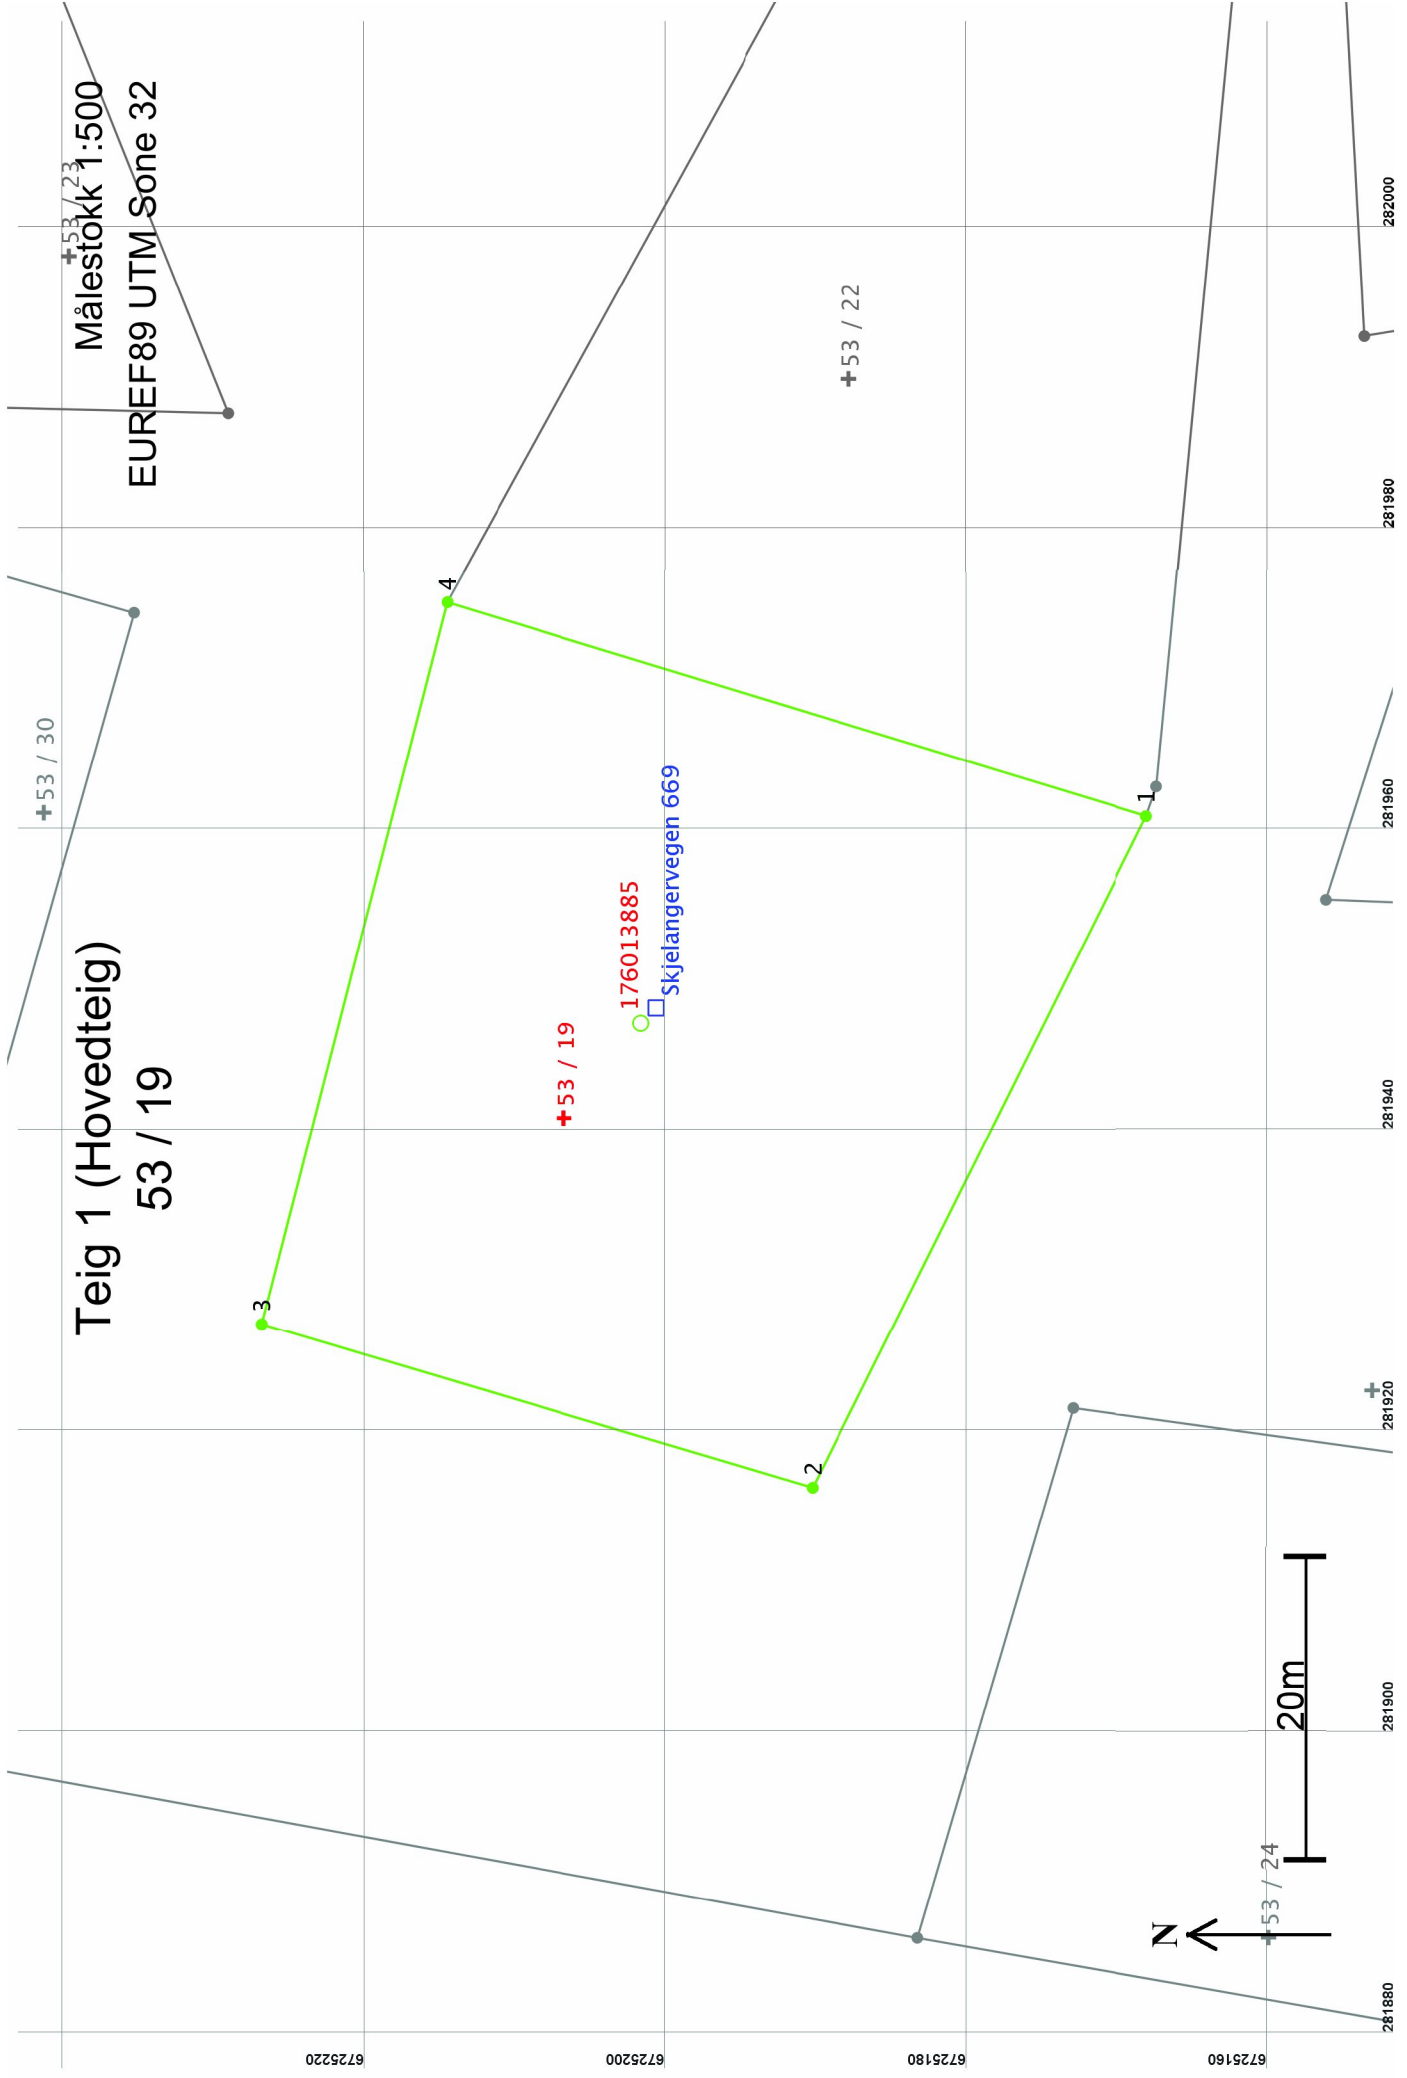 Teig 1 (Hovedteig)
53 / 19
Målestokk 1:500
EUREF89 UTM Sone 32
53 / 23
53 / 30
4
3
53 / 19
176013885
Skjelangervegen 669
53 / 22
2
1
N
53 / 24
20m
6725220
6725200
6725180
6725160
281880
281900
281920
281940
281960
281980
282000